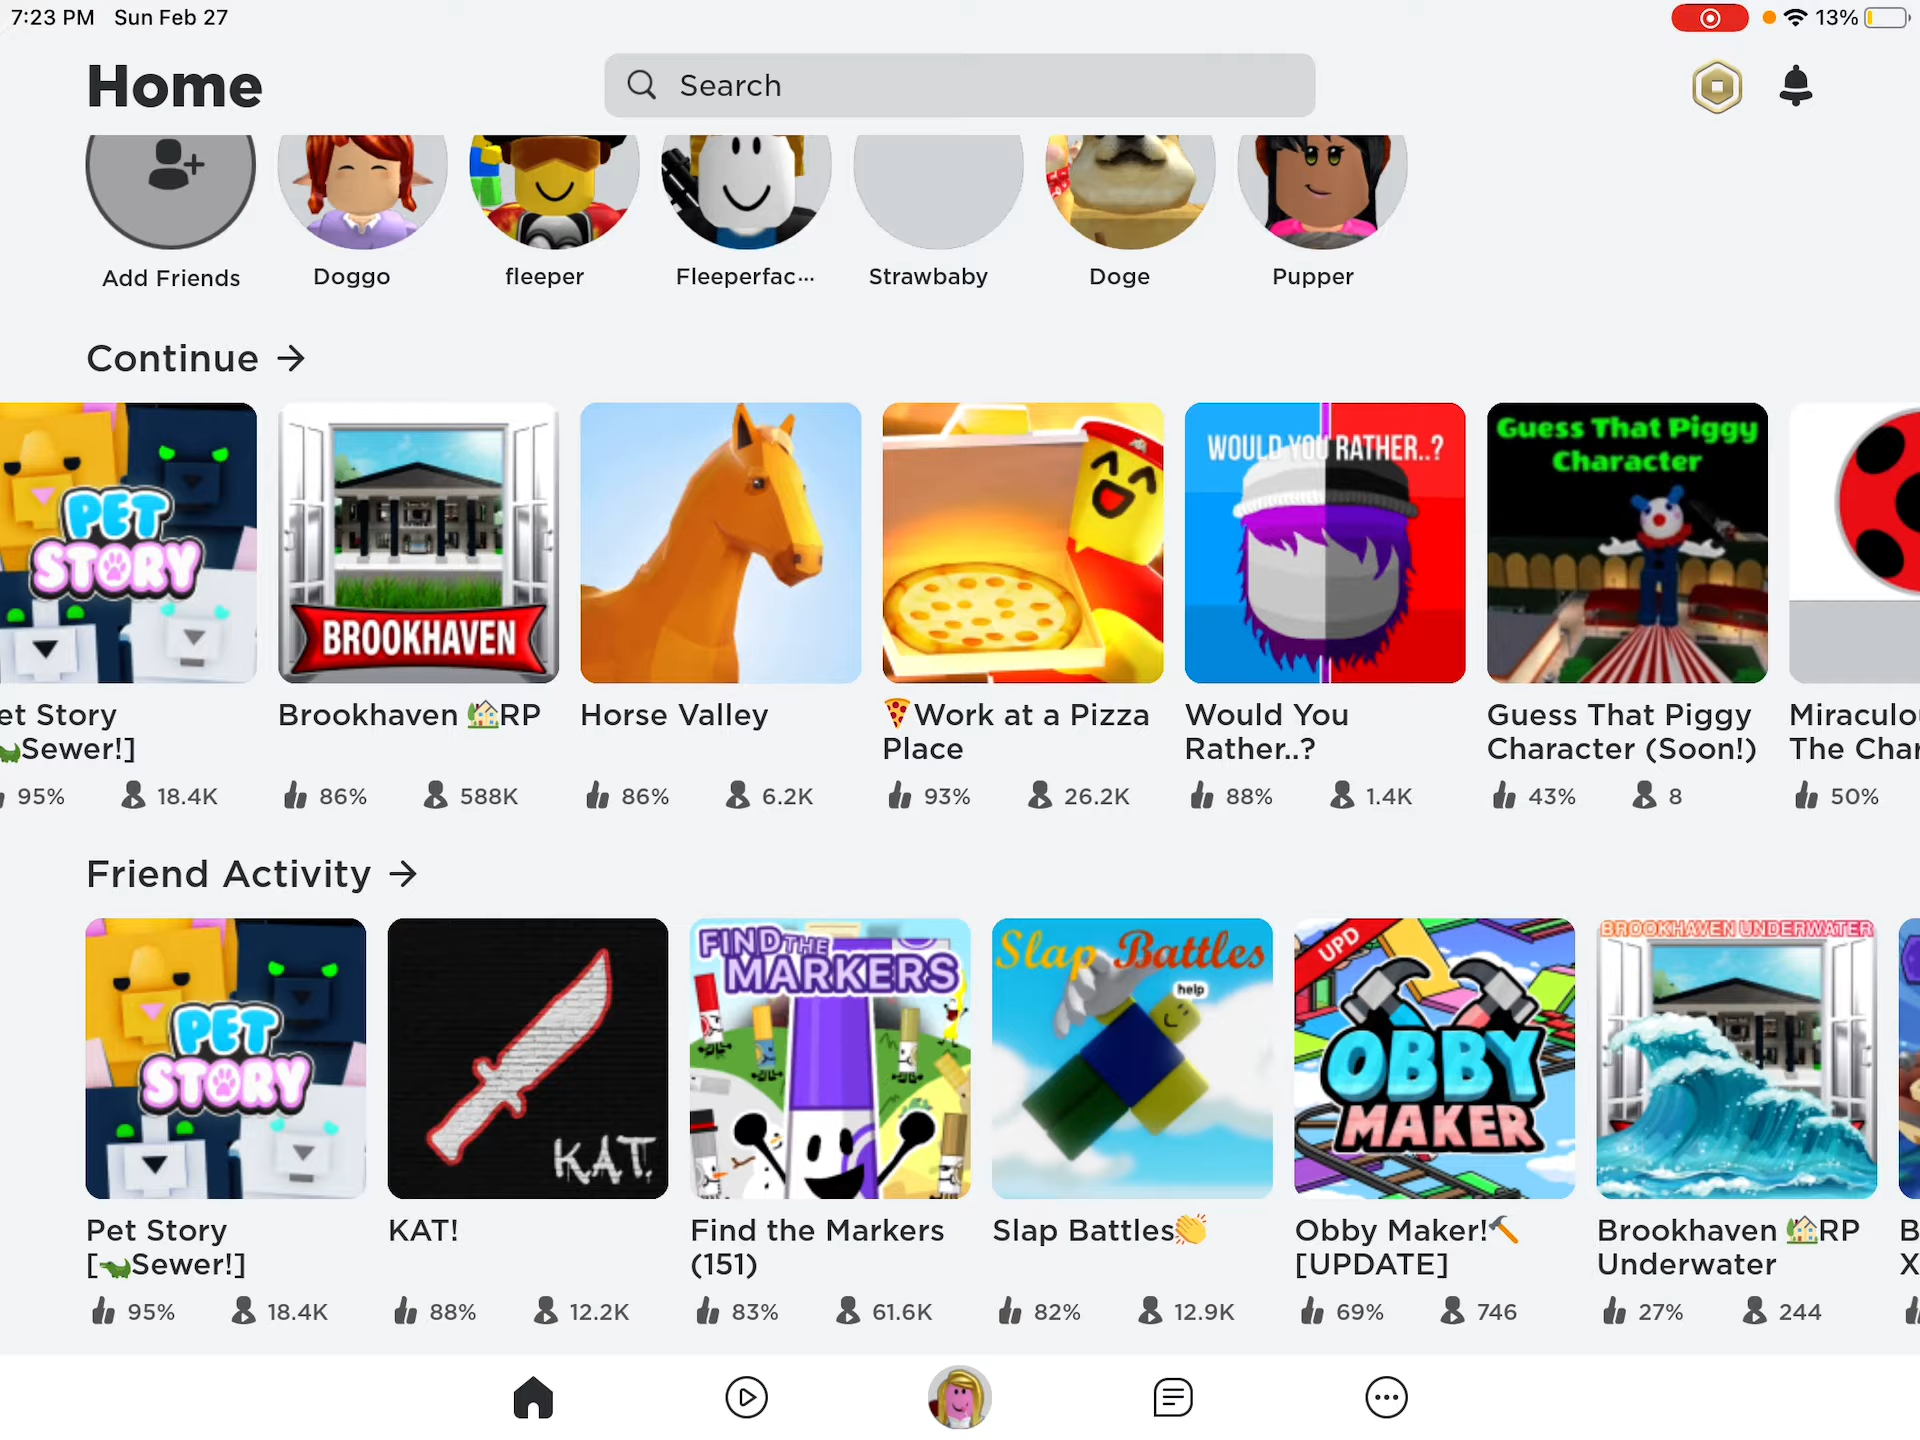 7:23 PM Sun Feb 27
13%
Home
Search
Add Friends
Doggo
fleeper
Fleeperfac...
Strawbaby
Doge
Pupper
Continue →
PET
STORY
BROOKHAVEN
WOULD YOU RATHER..?
Guess That Piggy
Character
et Story
🐊Sewer!]
Brookhaven 🏡RP
Horse Valley
🍕Work at a Pizza
Place
Would You
Rather..?
Guess That Piggy
Character (Soon!)
Miraculo
The Char
95% 18.4K
86% 588K
86% 6.2K
93% 26.2K
88% 1.4K
43% 8
50%
Friend Activity →
PET
STORY
KAT.
FIND THE
MARKERS
Slap Battles
help
UPD
OBBY
MAKER
BROOKHAVEN UNDERWATER
Pet Story
[🐊Sewer!]
KAT!
Find the Markers
(151)
Slap Battles👏
Obby Maker!🔨
[UPDATE]
Brookhaven 🏡RP
Underwater
B
X
95% 18.4K
88% 12.2K
83% 61.6K
82% 12.9K
69% 746
27% 244